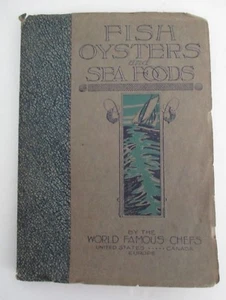 FISH
OYSTERS
AND
SEA FOODS
BY THE
WORLD FAMOUS CHEFS
UNITED STATES CANADA
EUROPE